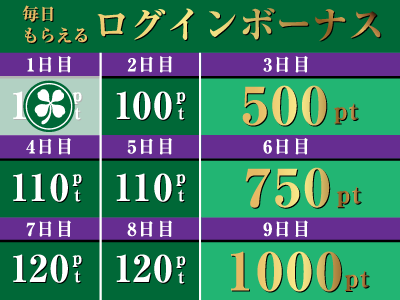 毎日
もらえる
ログインボーナス
1日目 2日目 3日目
100pt 500pt
4日目 5日目 6日目
110pt 110pt 750pt
7日目 8日目 9日目
120pt 120pt 1000pt